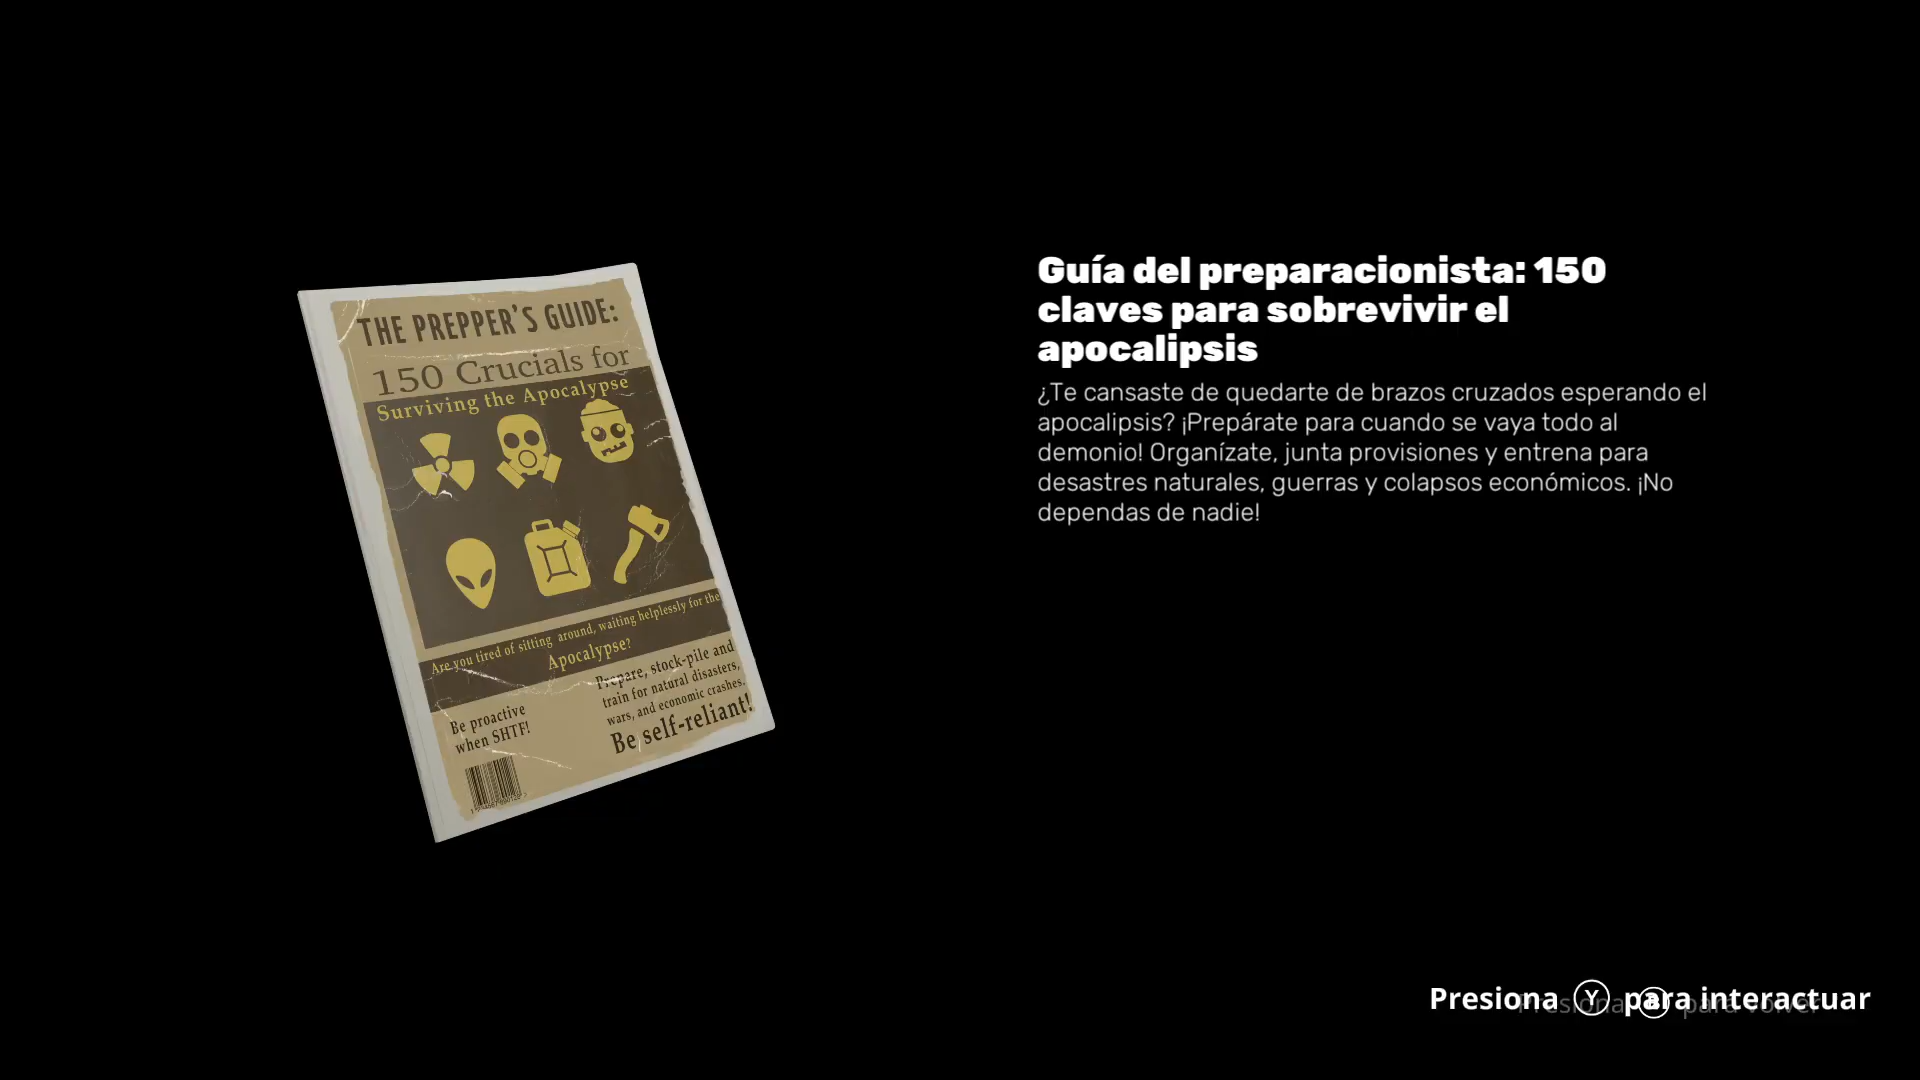 THE PREPPER'S GUIDE:
150 Crucials for
Surviving the Apocalypse
Are you tired of sitting around, waiting helplessly for the
Apocalypse?
Be proactive
when SHTF!
Prepare, stock-pile and
train for natural disasters,
wars, and economic crashes.
Be self-reliant!
Guía del preparacionista: 150
claves para sobrevivir el
apocalipsis
¿Te cansaste de quedarte de brazos cruzados esperando el
apocalipsis? ¡Prepárate para cuando se vaya todo al
demonio! Organízate, junta provisiones y entrena para
desastres naturales, guerras y colapsos económicos. ¡No
dependas de nadie!
Presiona Y para interactuar
Presiona B para volver